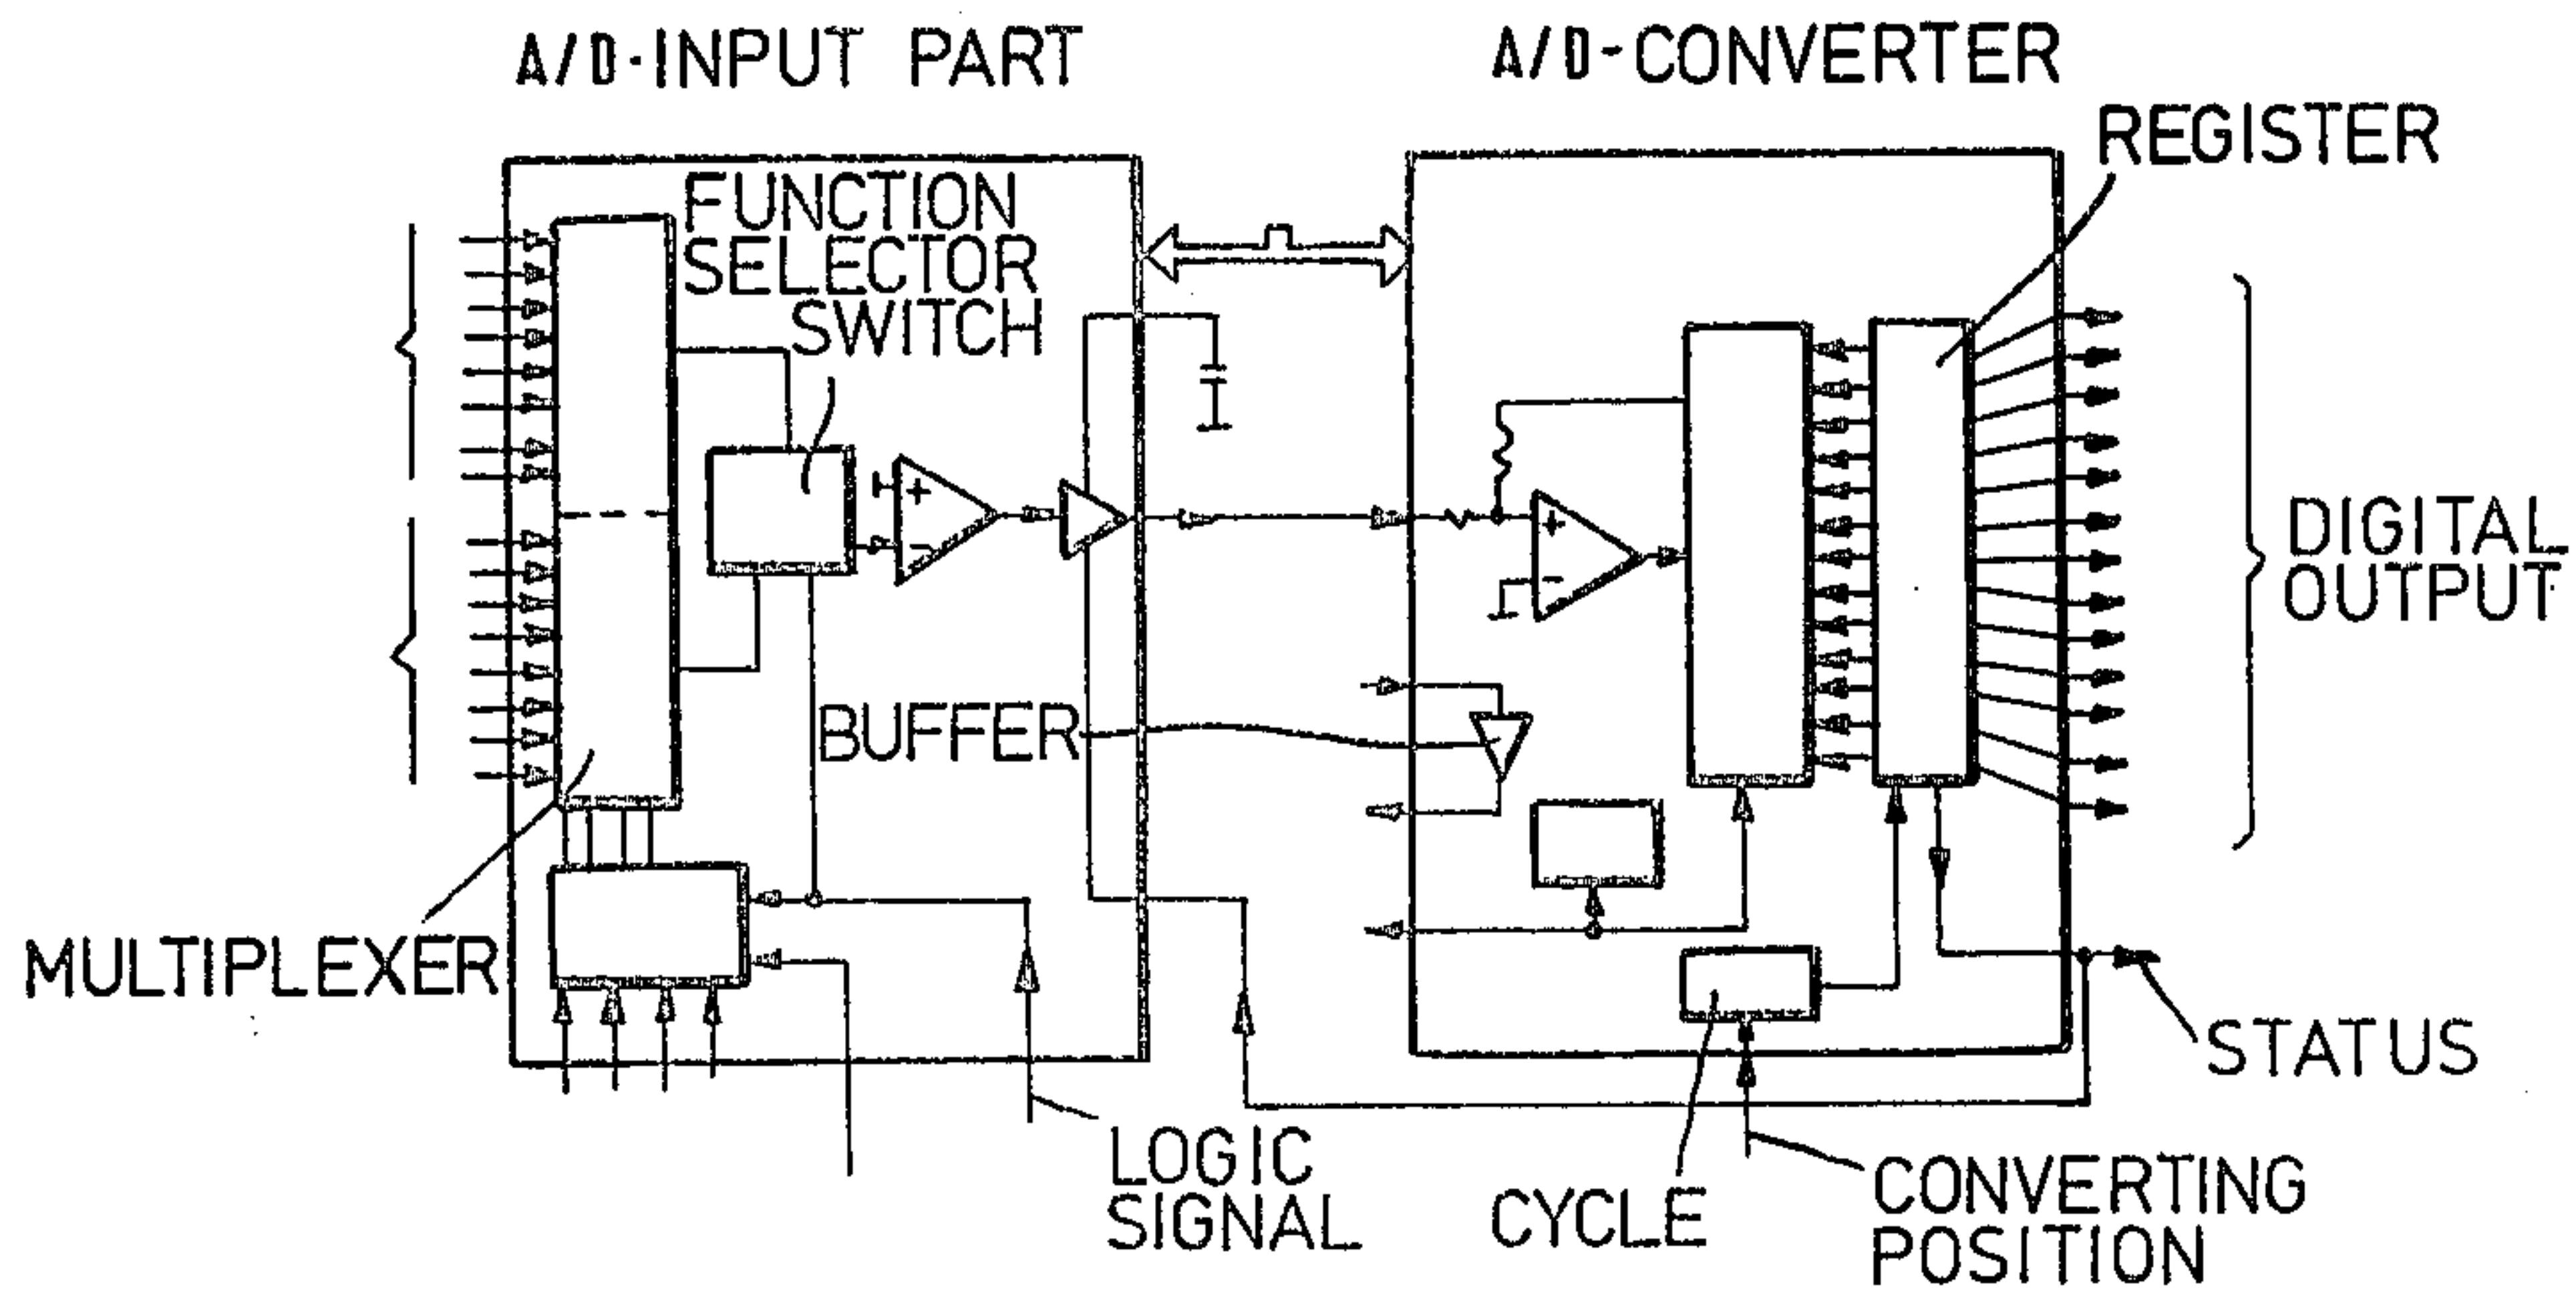 A/D-INPUT PART
A/D-CONVERTER
REGISTER
FUNCTION
SELECTOR
SWITCH
+
-
+
-
DIGITAL
OUTPUT
BUFFER
MULTIPLEXER
STATUS
LOGIC
SIGNAL
CYCLE
CONVERTING
POSITION